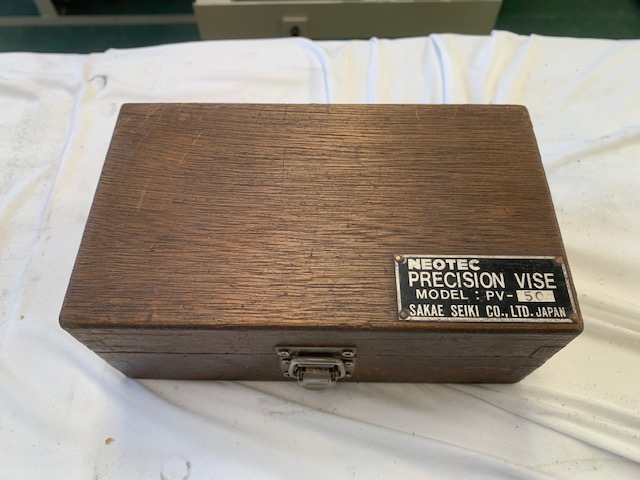 NEOTEC
PRECISION VISE
MODEL : PV-50
SAKAE SEIKI CO., LTD. JAPAN